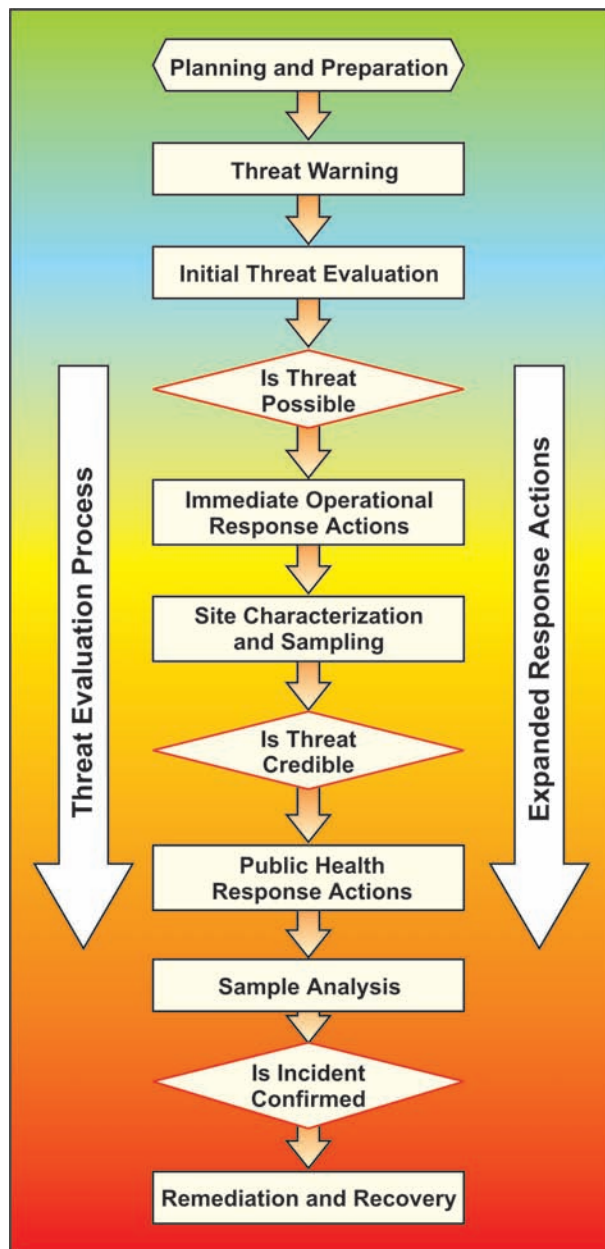 Planning and Preparation
Threat Warning
Initial Threat Evaluation
Is Threat
Possible
Immediate Operational
Response Actions
Site Characterization
and Sampling
Is Threat
Credible
Public Health
Response Actions
Sample Analysis
Is Incident
Confirmed
Remediation and Recovery
Threat Evaluation Process
Expanded Response Actions